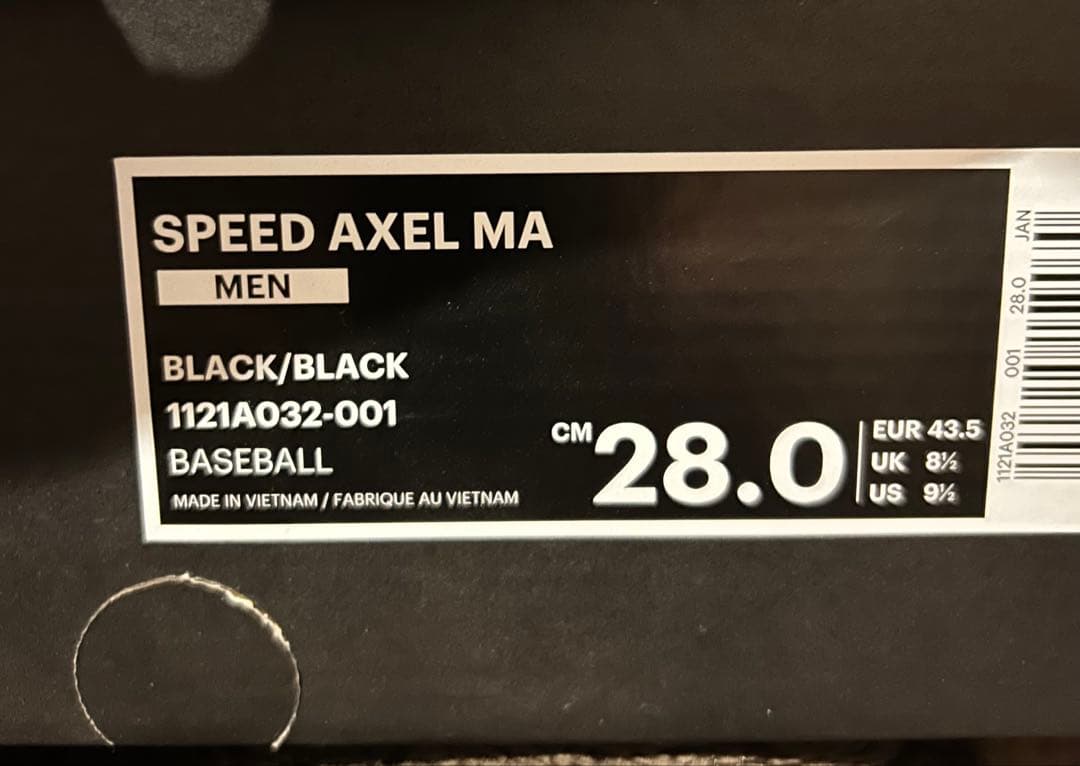 SPEED AXEL MA
MEN
BLACK/BLACK
1121A032-001
BASEBALL
MADE IN VIETNAM / FABRIQUE AU VIETNAM
CM 28.0
EUR 43.5
UK 8½
US 9½
1121A032 001 28.0 JAN